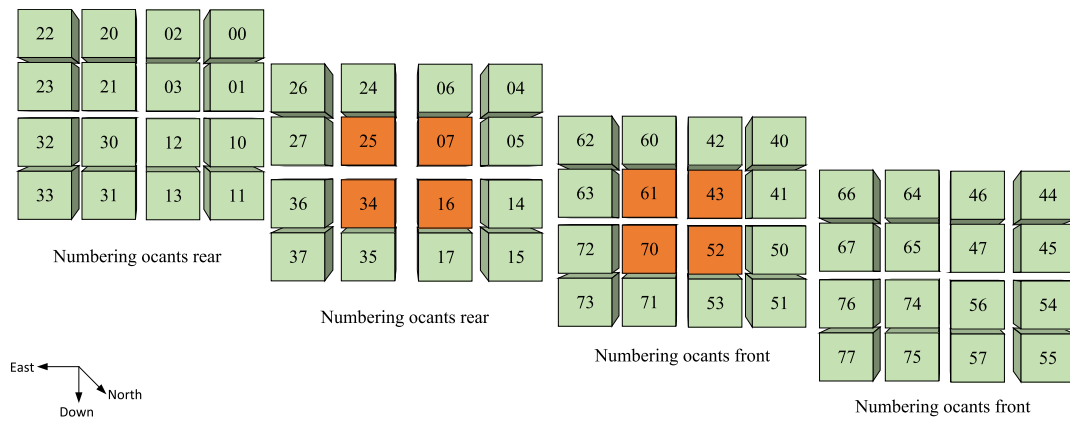 22 20 02 00
23 21 03 01
32 30 12 10
33 31 13 11
Numbering ocants rear
26 24 06 04
27 25 07 05
36 34 16 14
37 35 17 15
Numbering ocants rear
62 60 42 40
63 61 43 41
72 70 52 50
73 71 53 51
Numbering ocants front
66 64 46 44
67 65 47 45
76 74 56 54
77 75 57 55
Numbering ocants front
East
North
Down